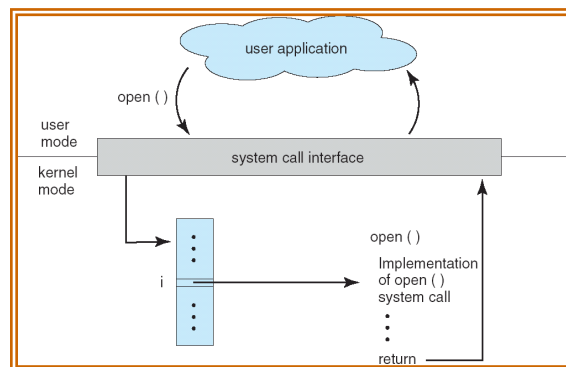 user application
open ( )
user
mode
system call interface
kernel
mode
open ( )
i
Implementation
of open ( )
system call
return